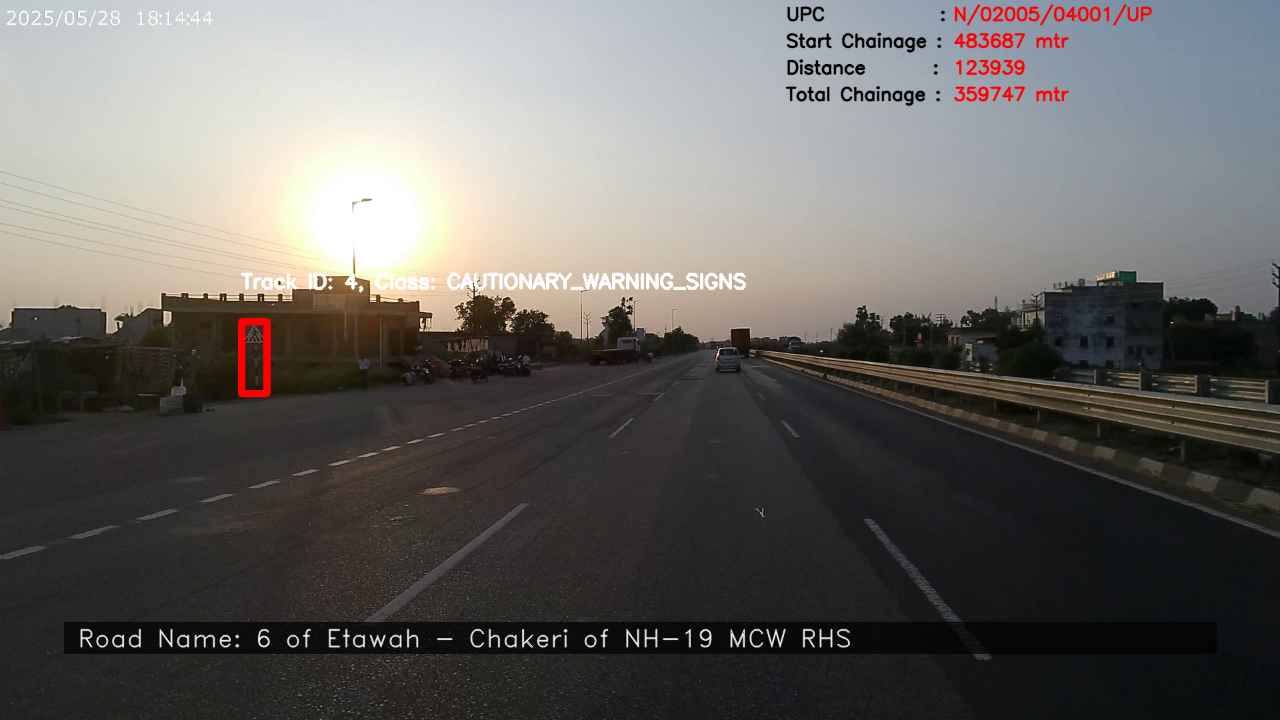 2025/05/28 18:14:44
UPC : N/02005/04001/UP
Start Chainage : 483687 mtr
Distance : 123939
Total Chainage : 359747 mtr
Track ID: 4, Class: CAUTIONARY_WARNING_SIGNS
Road Name: 6 of Etawah - Chakeri of NH-19 MCW RHS